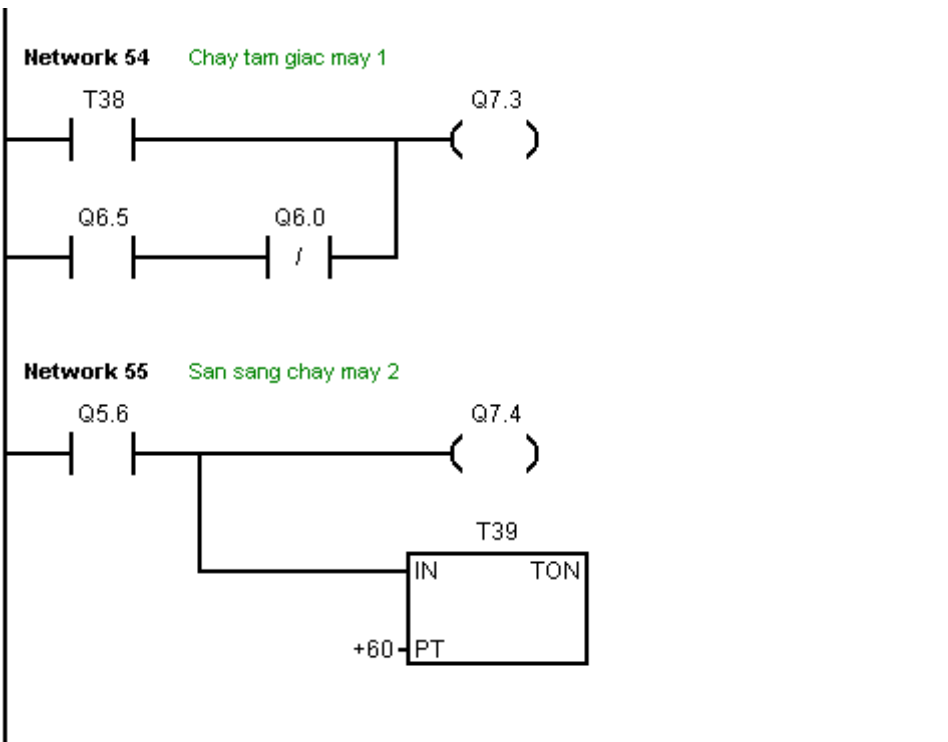 Network 54 Chay tam giac may 1
T38 Q7.3
Q6.5 Q6.0
/
Network 55 San sang chay may 2
Q5.6 Q7.4
T39
IN TON
+60 PT